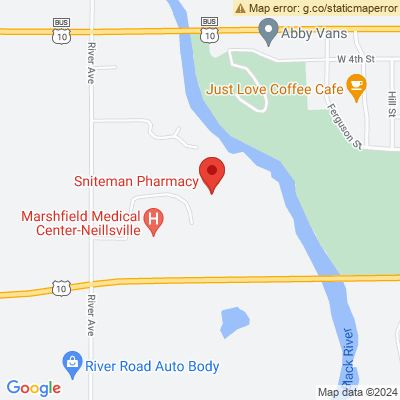 Map error: g.co/staticmaperror
BUS
10
BUS
10
River Ave
Abby Vans
W 4th St
Just Love Coffee Cafe
Hill St
Ferguson St
Sniteman Pharmacy
Marshfield Medical
Center-Neillsville
H
10
10
River Ave
River Road Auto Body
Black River
Google
Map data ©2024